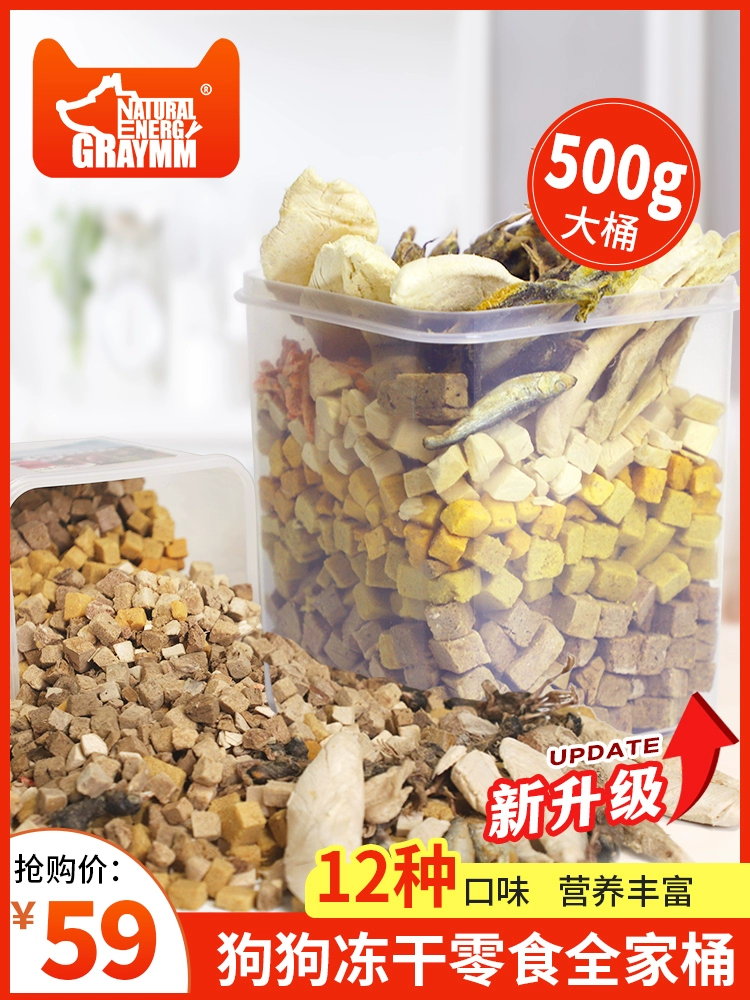 NATURAL
ENERGY
GRAYMM
®
500g
大桶
UPDATE
新升级
抢购价:
¥59
12种口味 营养丰富
狗狗冻干零食全家桶